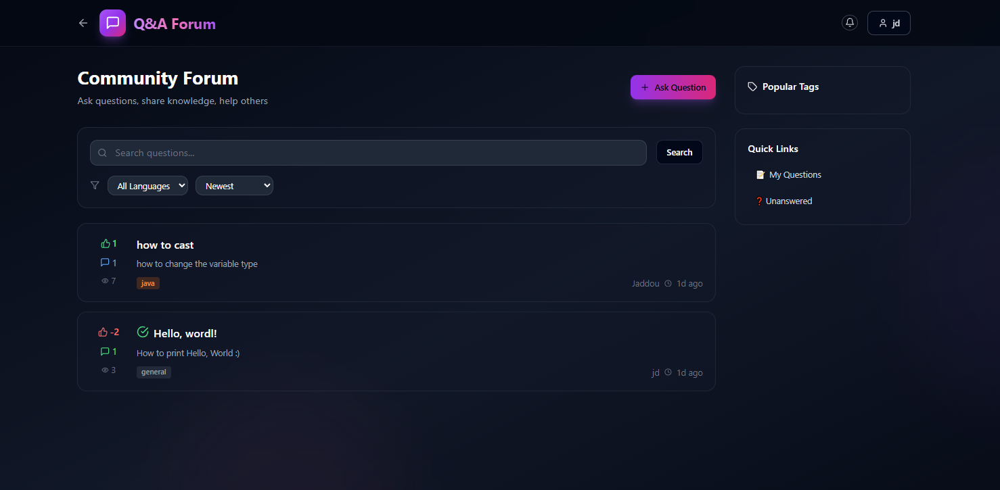 Q&A Forum
jd
Community Forum
Ask questions, share knowledge, help others
Ask Question
Search questions...
Search
All Languages
Newest
1
how to cast
1
how to change the variable type
7
java
Jaddou
1d ago
-2
Hello, wordl!
1
How to print Hello, World :)
3
general
jd
1d ago
Popular Tags
Quick Links
📝 My Questions
❓ Unanswered